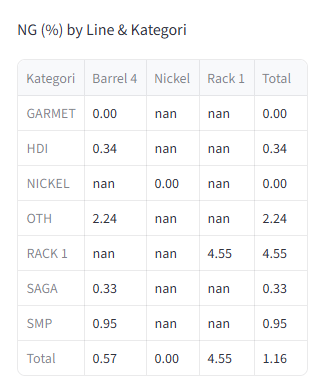 NG (%) by Line & Kategori
Kategori Barrel 4 Nickel Rack 1 Total
GARMET 0.00 nan nan 0.00
HDI 0.34 nan nan 0.34
NICKEL nan 0.00 nan 0.00
OTH 2.24 nan nan 2.24
RACK 1 nan nan 4.55 4.55
SAGA 0.33 nan nan 0.33
SMP 0.95 nan nan 0.95
Total 0.57 0.00 4.55 1.16